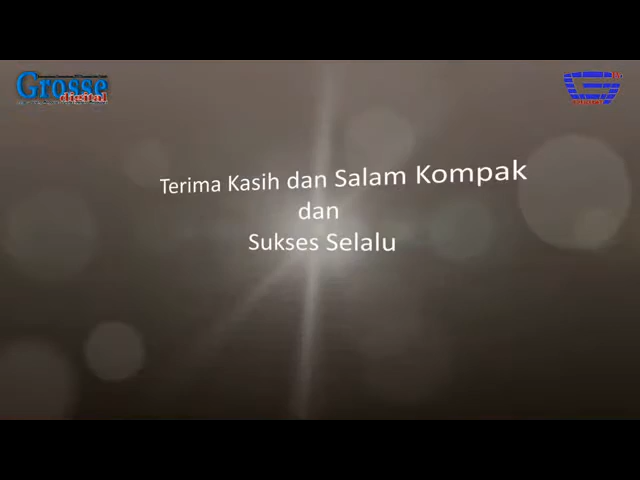 Grosse
digital
Terima Kasih dan Salam Kompak
dan
Sukses Selalu